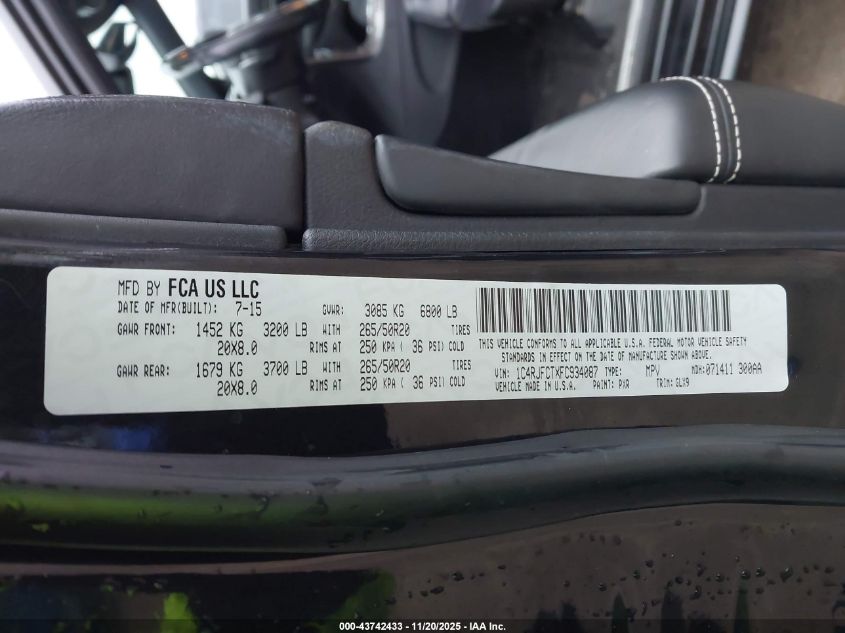 MFD BY FCA US LLC
DATE OF MFR(BUILT): 7-15 GVWR: 3085 KG 6800 LB
GAWR FRONT: 1452 KG 3200 LB WITH 265/50R20 TIRES
20X8.0 RIMS AT 250 KPA ( 36 PSI) COLD
GAWR REAR: 1679 KG 3700 LB WITH 265/50R20 TIRES
20X8.0 RIMS AT 250 KPA ( 36 PSI) COLD
THIS VEHICLE CONFORMS TO ALL APPLICABLE U.S.A. FEDERAL MOTOR VEHICLE SAFETY
STANDARDS IN EFFECT ON THE DATE OF MANUFACTURE SHOWN ABOVE.
VIN: 1C4RJFCTXFC934087 TYPE: MPV MDH:071411 300AA
VEHICLE MADE IN U.S.A. PAINT: PXR TRIM: GLX9
000-43742433 - 11/20/2025 - IAA Inc.